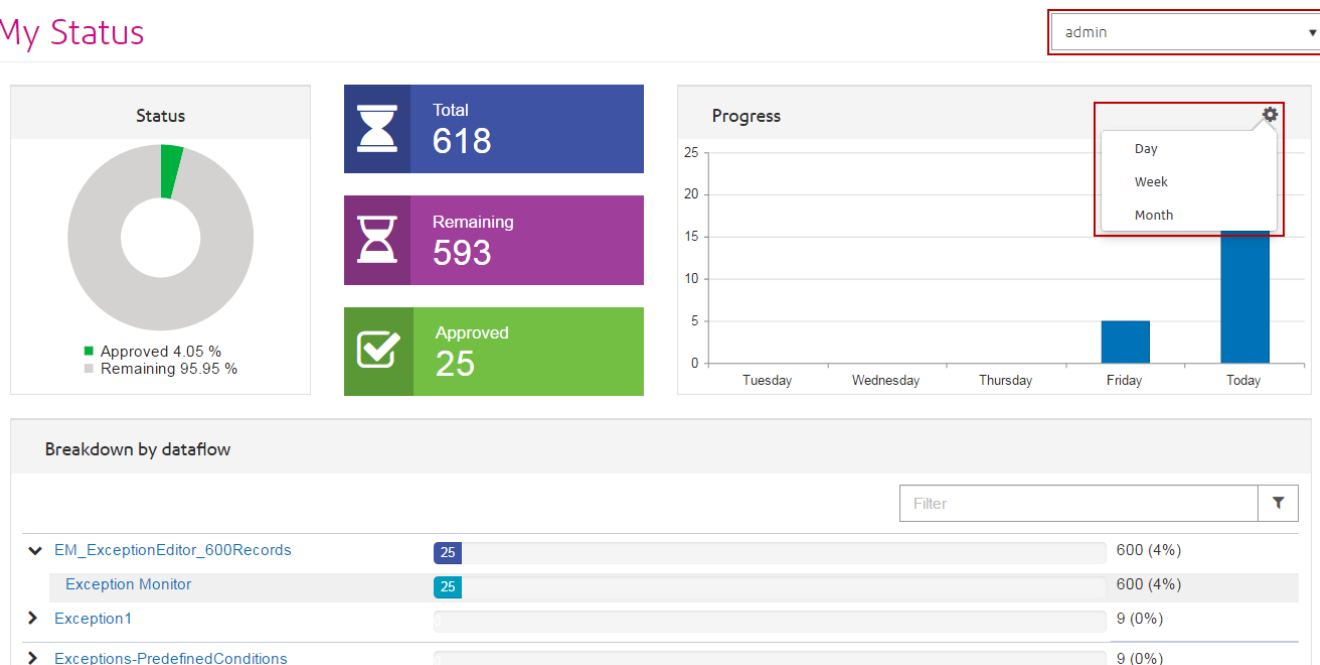 My Status
admin
Status
Approved 4.05 %
Remaining 95.95 %
Total
618
Remaining
593
Approved
25
Progress
Day
Week
Month
25
20
15
10
5
0
Tuesday Wednesday Thursday Friday Today
Breakdown by dataflow
Filter
EM_ExceptionEditor_600Records 25 600 (4%)
Exception Monitor 25 600 (4%)
Exception1 0 9 (0%)
Exceptions-PredefinedConditions 9 (0%)